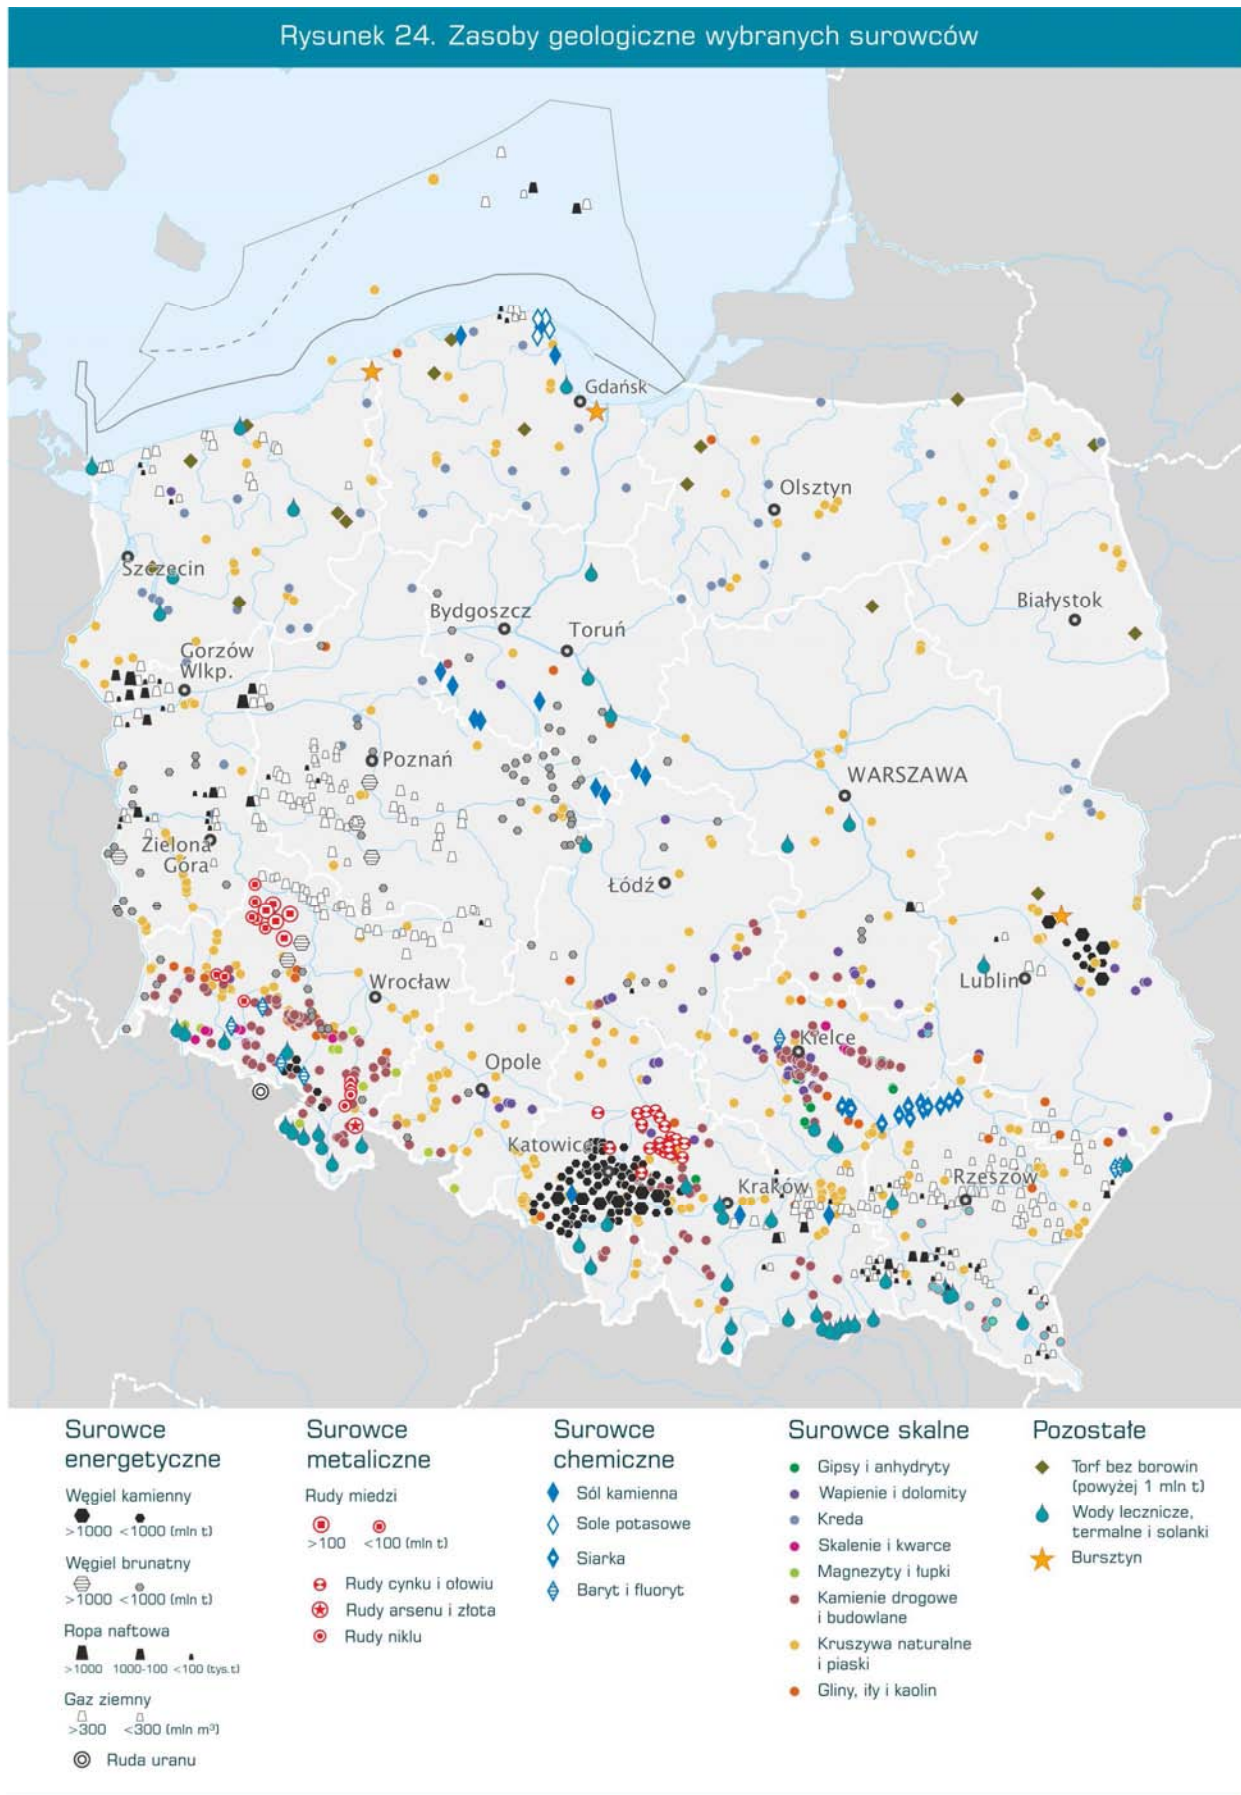 Rysunek 24. Zasoby geologiczne wybranych surowców
Gdańsk
Olsztyn
Szczecin
Białystok
Bydgoszcz
Toruń
Gorzów
Wlkp.
Poznań
WARSZAWA
Zielona
Góra
Łódź
Lublin
Wrocław
Kielce
Opole
Katowice
Kraków
Rzeszów
Surowce
energetyczne
Węgiel kamienny
>1000 <1000 (mln t)
Węgiel brunatny
>1000 <1000 (mln t)
Ropa naftowa
>1000 1000-100 <100 (tys.t)
Gaz ziemny
>300 <300 (mln m³)
Ruda uranu
Surowce
metaliczne
Rudy miedzi
>100 <100 (mln t)
Rudy cynku i ołowiu
Rudy arsenu i złota
Rudy niklu
Surowce
chemiczne
Sól kamienna
Sole potasowe
Siarka
Baryt i fluoryt
Surowce skalne
Gipsy i anhydryty
Wapienie i dolomity
Kreda
Skalenie i kwarce
Magnezyty i łupki
Kamienie drogowe
i budowlane
Kruszywa naturalne
i piaski
Gliny, iły i kaolin
Pozostałe
Torf bez borowin
(powyżej 1 mln t)
Wody lecznicze,
termalne i solanki
Bursztyn